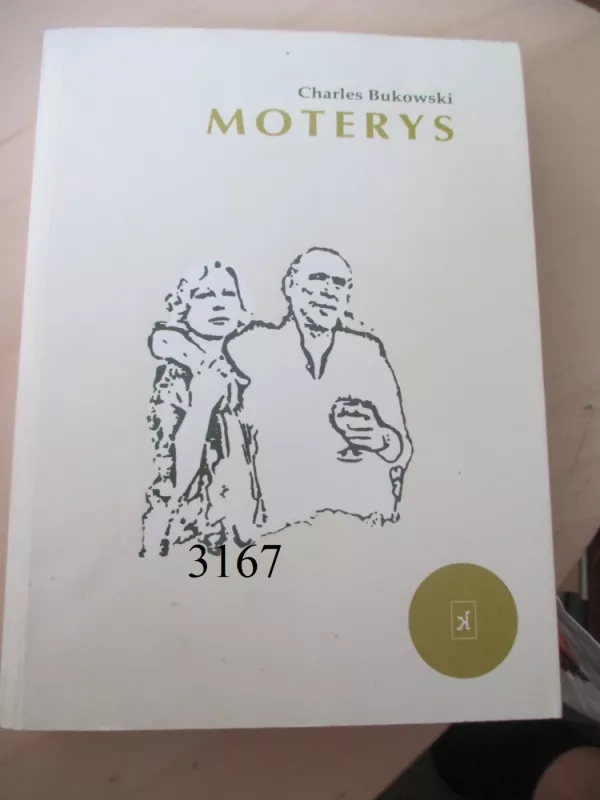 Charles Bukowski
MOTERYS
3167
k